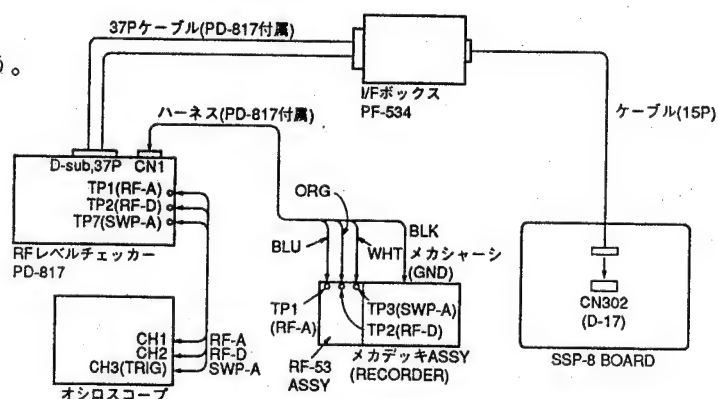 う。
37Pケーブル(PD-817付属)
I/Fボックス
PF-534
ケーブル(15P)
ハーネス(PD-817付属)
D-sub,37P CN1
TP1(RF-A)
TP2(RF-D)
TP7(SWP-A)
RFレベルチェッカー
PD-817
ORG
BLU
WHT
BLK
メカシャーシ
(GND)
TP1
(RF-A)
TP3(SWP-A)
TP2(RF-D)
RF-53
ASSY
メカデッキASSY
(RECORDER)
CN302
(D-17)
SSP-8 BOARD
CH1 RF-A
CH2 RF-D
CH3(TRIG) SWP-A
オシロスコープ